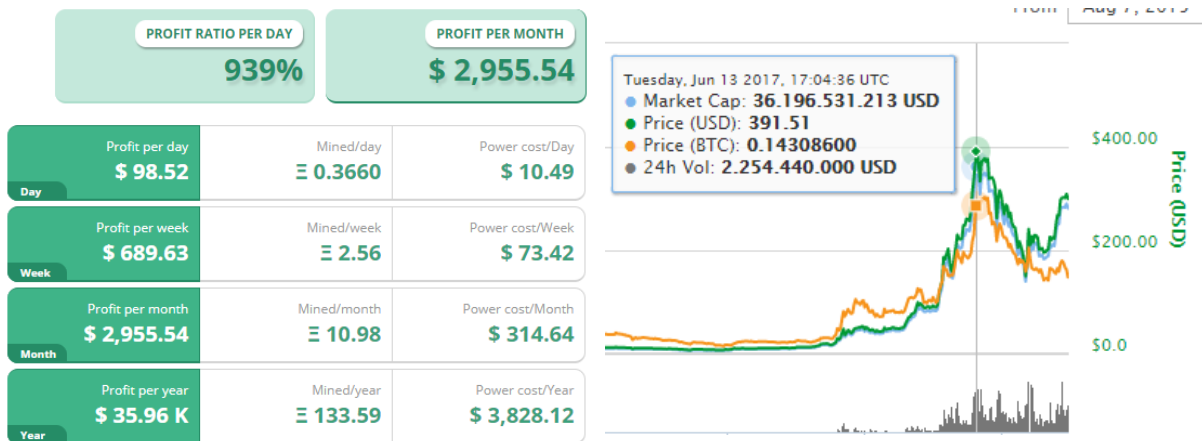 PROFIT RATIO PER DAY
939%
PROFIT PER MONTH
$ 2,955.54
Profit per day
$ 98.52
Day
Mined/day
Ξ 0.3660
Power cost/Day
$ 10.49
Profit per week
$ 689.63
Week
Mined/week
Ξ 2.56
Power cost/Week
$ 73.42
Profit per month
$ 2,955.54
Month
Mined/month
Ξ 10.98
Power cost/Month
$ 314.64
Profit per year
$ 35.96 K
Year
Mined/year
Ξ 133.59
Power cost/Year
$ 3,828.12
From Aug 7, 2019
Tuesday, Jun 13 2017, 17:04:36 UTC
Market Cap: 36.196.531.213 USD
Price (USD): 391.51
Price (BTC): 0.14308600
24h Vol: 2.254.440.000 USD
$400.00
$200.00
$0.0
Price (USD)